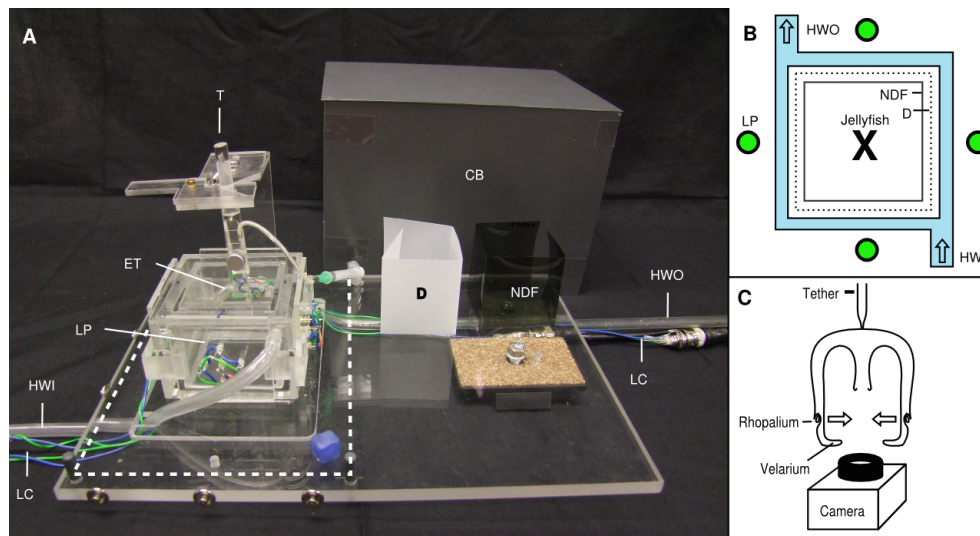 A
T
CB
ET
D
NDF
HWO
LP
HWI
LC
LC
B
HWO
LP
NDF
D
Jellyfish
X
HW
C
Tether
Rhopalium
Velarium
Camera